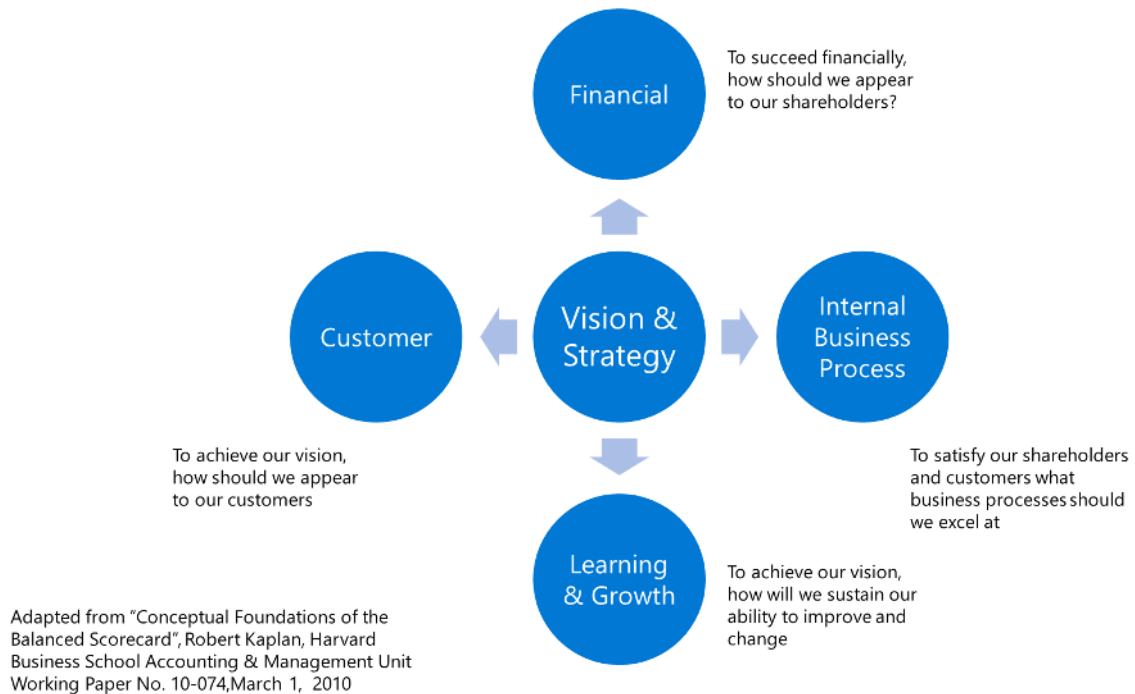 Financial
To succeed financially,
how should we appear
to our shareholders?
Customer
Vision &
Strategy
Internal
Business
Process
To achieve our vision,
how should we appear
to our customers
To satisfy our shareholders
and customers what
business processes should
we excel at
Learning
& Growth
To achieve our vision,
how will we sustain our
ability to improve and
change
Adapted from “Conceptual Foundations of the
Balanced Scorecard”, Robert Kaplan, Harvard
Business School Accounting & Management Unit
Working Paper No. 10-074,March 1, 2010